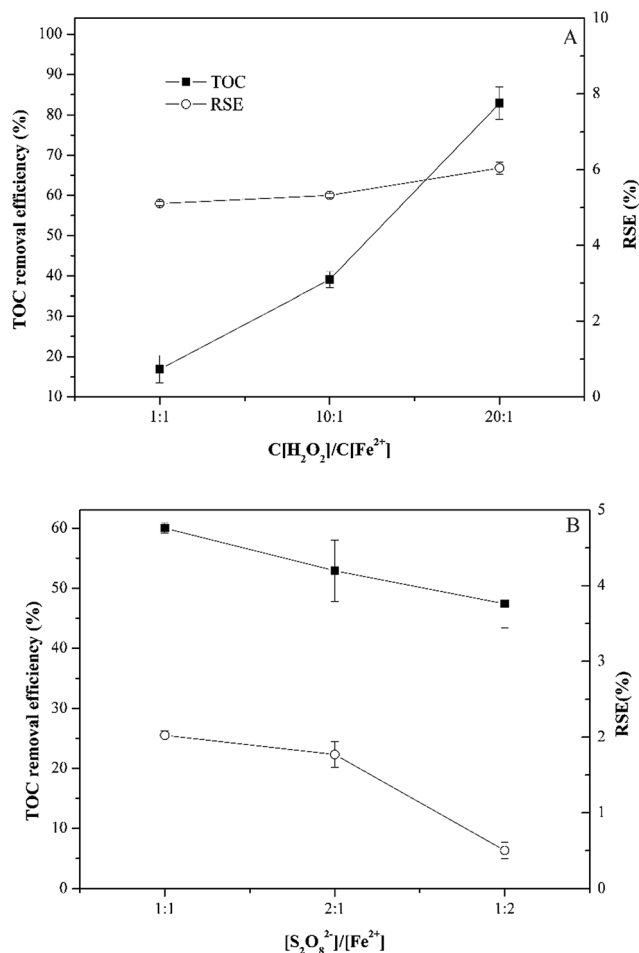 A
TOC
RSE
TOC removal efficiency (%)
100
90
80
70
60
50
40
30
20
10
10
8
6
4
2
0
RSE (%)
1:1 10:1 20:1
C[H₂O₂]/C[Fe²⁺]
B
TOC removal efficiency (%)
60
50
40
30
20
10
0
5
4
3
2
1
0
RSE(%)
1:1 2:1 1:2
[S₂O₈²⁻]/[Fe²⁺]